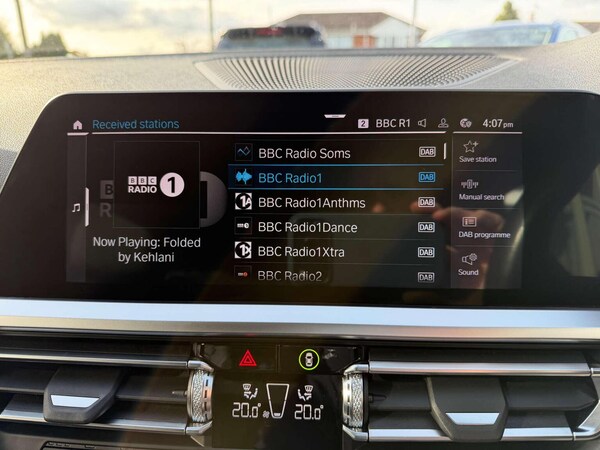 Received stations
2 BBC R1 4:07 pm
BBC
RADIO 1
Now Playing: Folded
by Kehlani
BBC Radio Soms DAB
BBC Radio1 DAB
BBC Radio1Anthms DAB
BBC Radio1Dance DAB
BBC Radio1Xtra DAB
BBC Radio2 DAB
Save station
Manual search
DAB programme
Sound
20.0 20.0